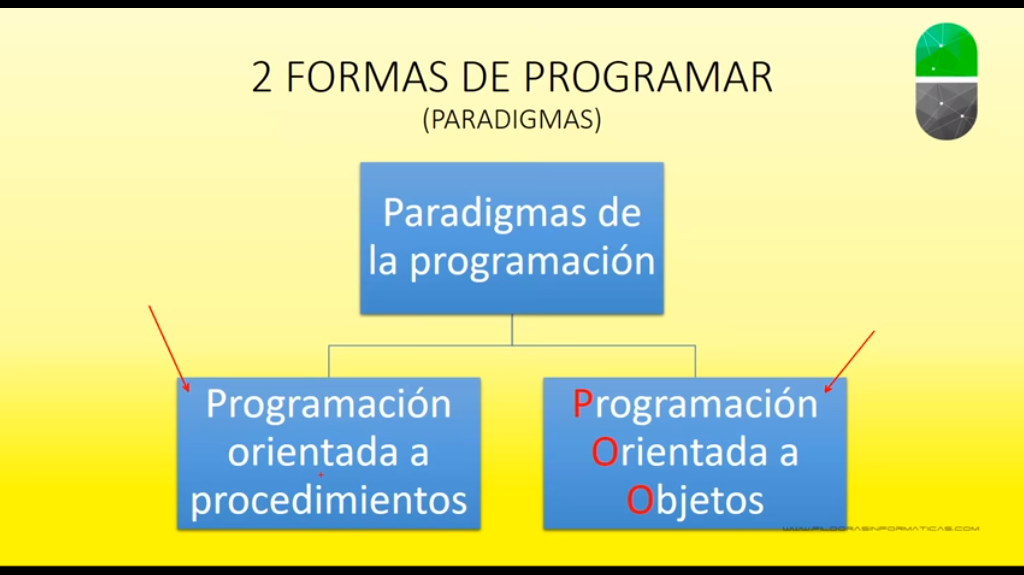 2 FORMAS DE PROGRAMAR
(PARADIGMAS)
Paradigmas de
la programación
Programación
orientada a
procedimientos
Programación
Orientada a
Objetos
WWW.PILDORASINFORMATICAS.COM